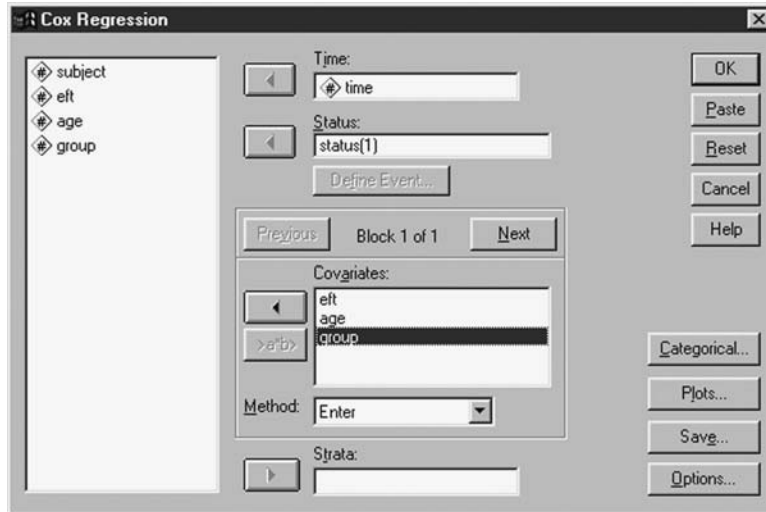 Cox Regression
subject
eft
age
group
Time:
time
Status:
status(1)
Define Event...
Previous
Block 1 of 1
Next
Covariates:
eft
age
group
>a*b>
Method:
Enter
Strata:
OK
Paste
Reset
Cancel
Help
Categorical...
Plots...
Save...
Options...